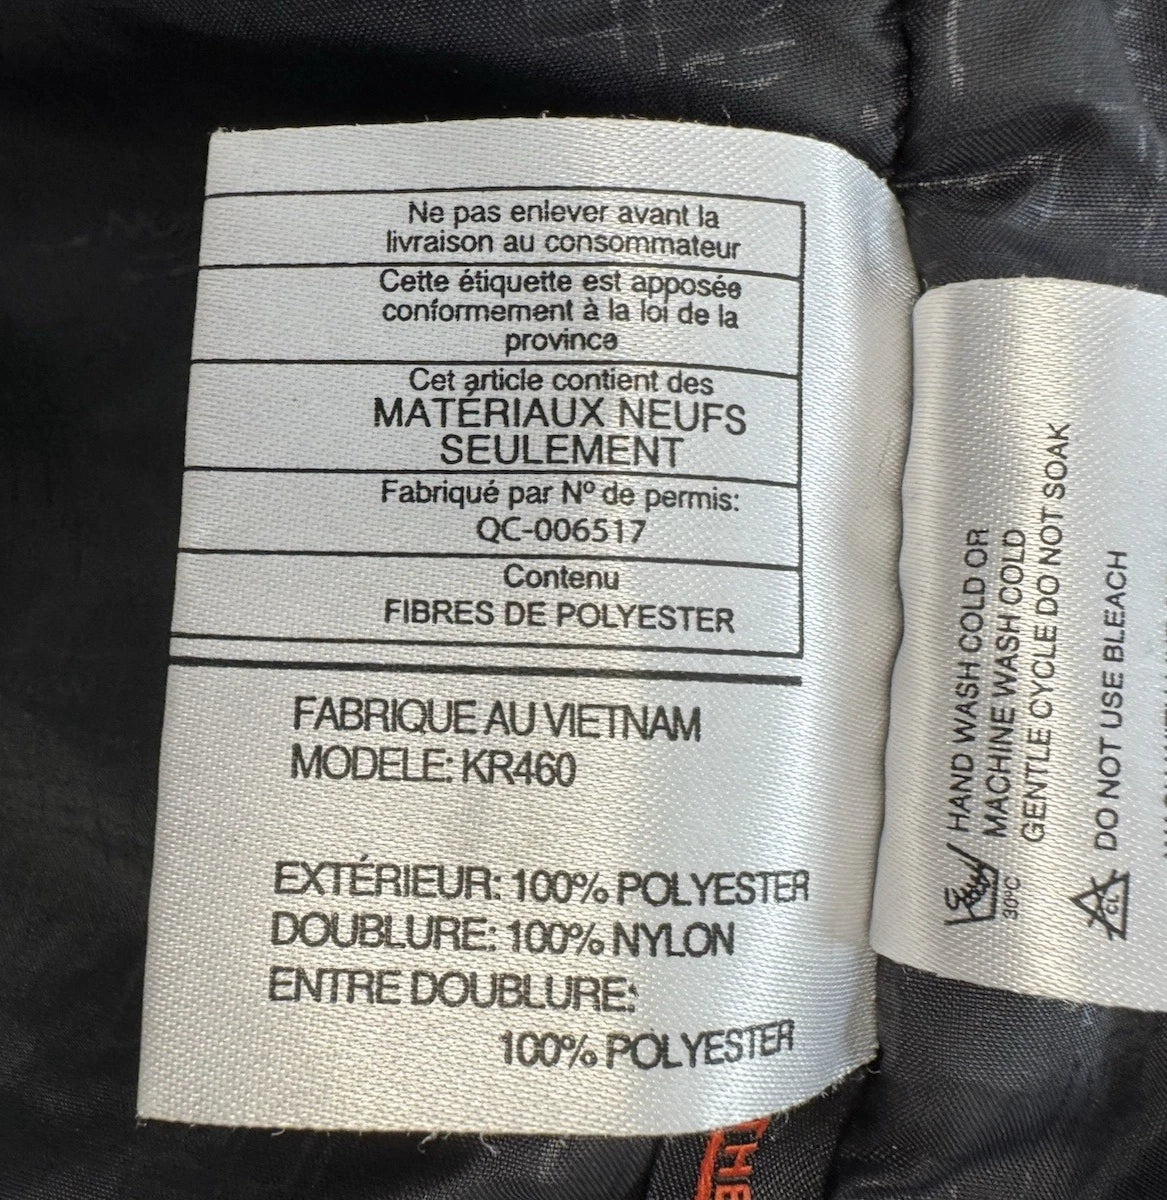 Ne pas enlever avant la
livraison au consommateur
Cette étiquette est apposée
conformement à la loi de la
province
Cet article contient des
MATÉRIAUX NEUFS
SEULEMENT
Fabriqué par Nº de permis:
QC-006517
Contenu
FIBRES DE POLYESTER
FABRIQUE AU VIETNAM
MODELE: KR460
EXTÉRIEUR: 100% POLYESTER
DOUBLURE: 100% NYLON
ENTRE DOUBLURE:
100% POLYESTER
HAND WASH COLD OR
MACHINE WASH COLD
GENTLE CYCLE DO NOT SOAK
30°C
DO NOT USE BLEACH
CL
THE